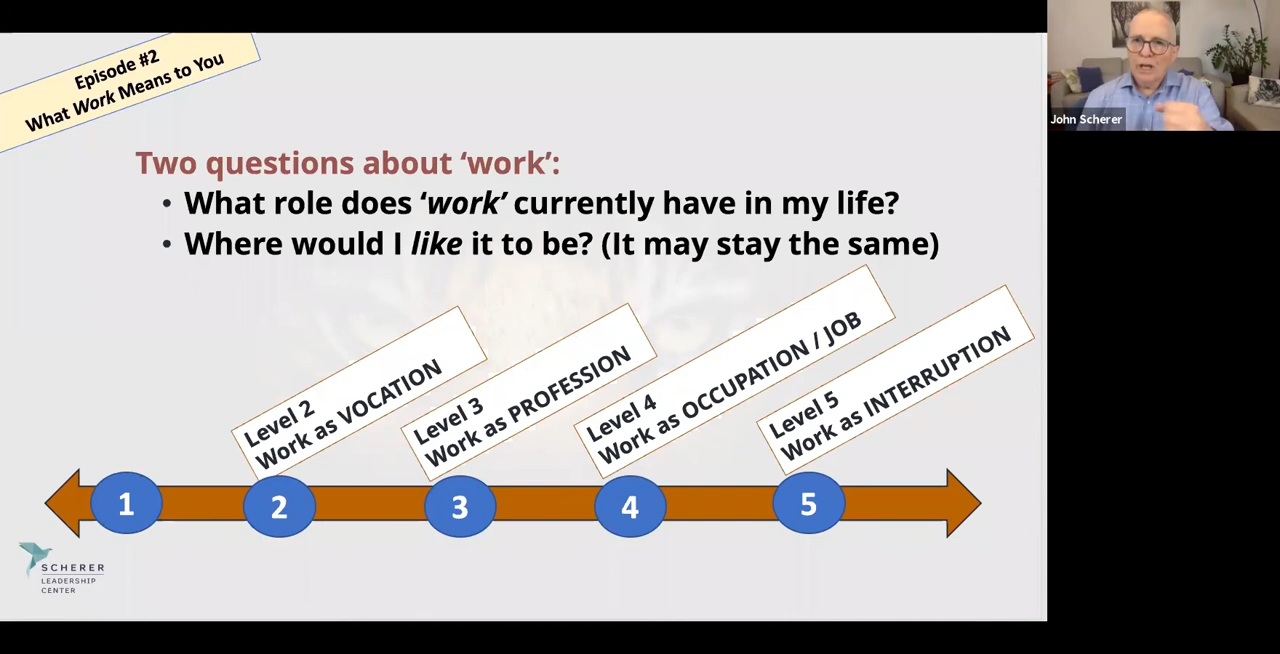 Episode #2
What Work Means to You
John Scherer
Two questions about ‘work’:
• What role does ‘work’ currently have in my life?
• Where would I like it to be? (It may stay the same)
Level 2
Work as VOCATION
Level 3
Work as PROFESSION
Level 4
Work as OCCUPATION / JOB
Level 5
Work as INTERRUPTION
1
2
3
4
5
SCHERER
LEADERSHIP
CENTER